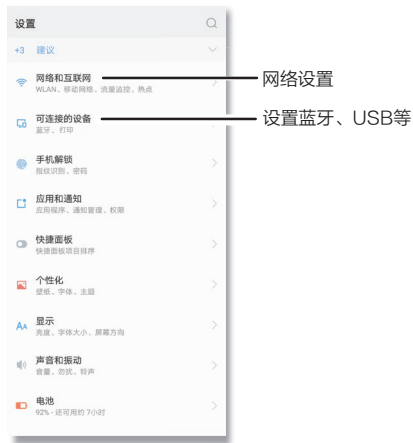 设置
+3 建议
网络和互联网
WLAN、移动网络、流量监控、热点
网络设置
可连接的设备
蓝牙、打印
设置蓝牙、USB等
手机解锁
指纹识别、密码
应用和通知
应用程序、通知管理、权限
快捷面板
快捷面板项目排序
个性化
壁纸、字体、主题
AA 显示
亮度、字体大小、屏幕方向
声音和振动
音量、勿扰、铃声
电池
92% - 还可用约 7小时